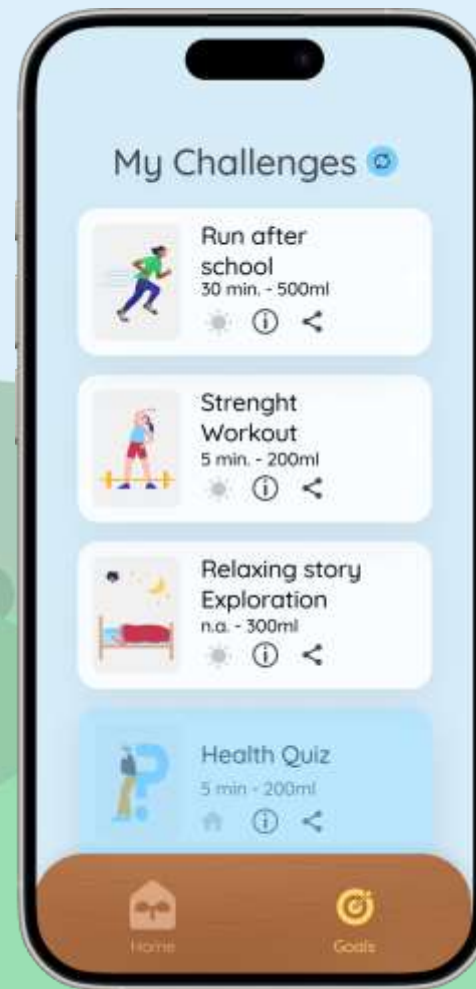 My Challenges
Run after
school
30 min. - 500ml
Strenght
Workout
5 min. - 200ml
Relaxing story
Exploration
n.a. - 300ml
Health Quiz
5 min - 200ml
Home
Goals